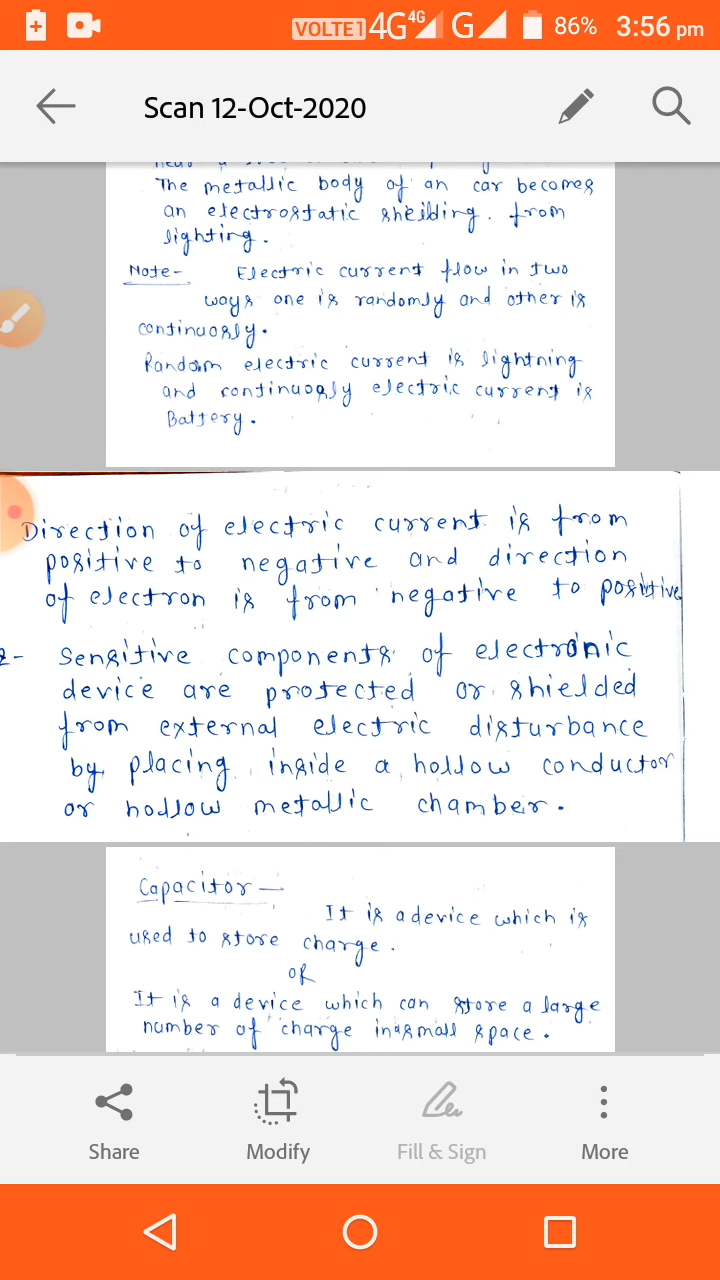 VOLTE1 4G 4G G 86% 3:56 pm
Scan 12-Oct-2020
The metallic body of an car becomes
an electrostatic sheilding. from
lighting.
Note- Electric current flow in two
ways one is randomly and other is
continuosly.
Random electric current is lightning
and continuosly electric current is
Battery.
Direction of electric current is from
positive to negative and direction
of electron is from negative to positive
2- Sensitive components of electronic
device are protected or shielded
from external electric disturbance
by placing inside a hollow conductor
or hollow metallic chamber.
Capacitor-
It is a device which is
used to store charge.
OR
It is a device which can store a large
number of charge in a small space.
Share
Modify
Fill & Sign
More